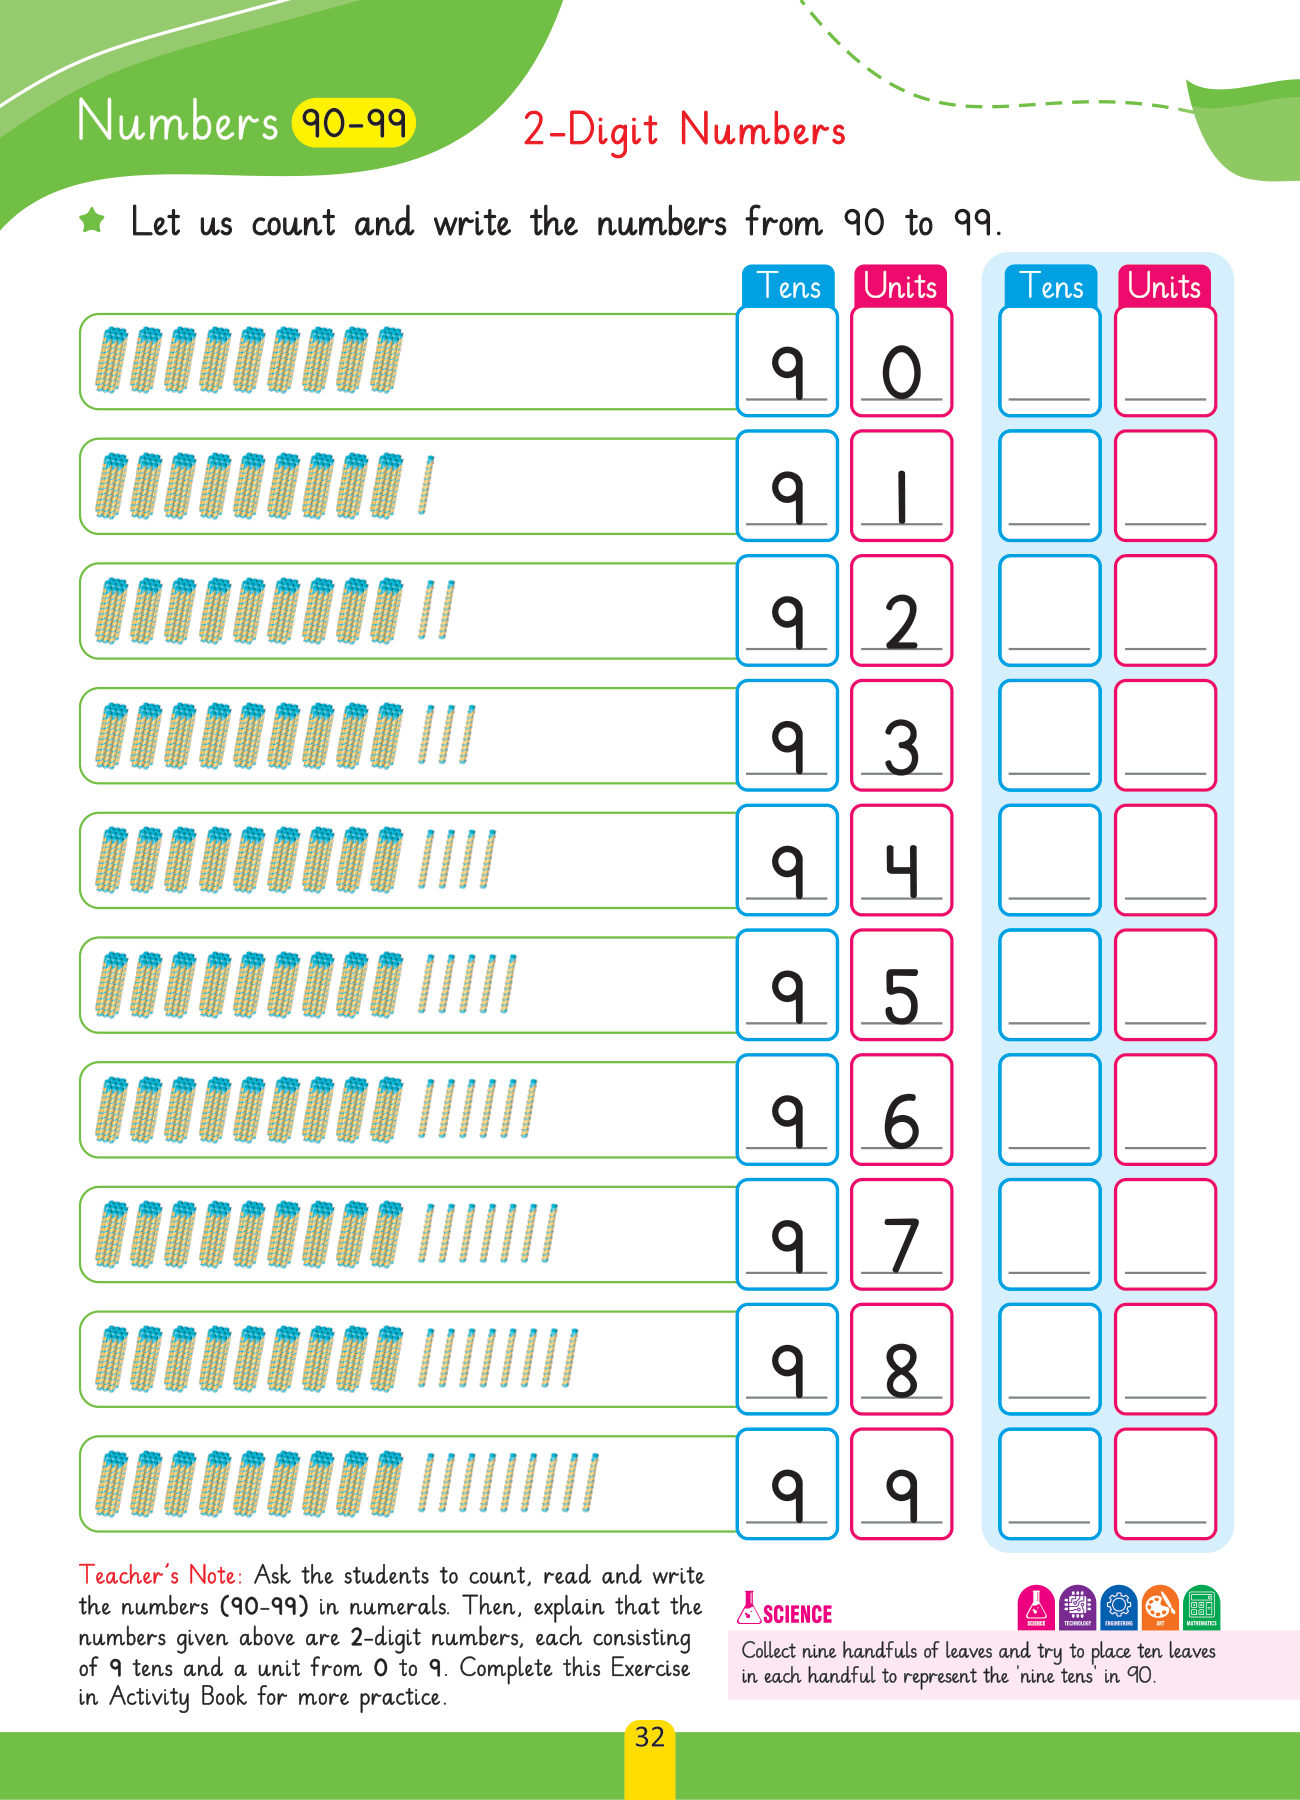 Numbers 90-99
2-Digit Numbers
Let us count and write the numbers from 90 to 99.
Tens Units Tens Units
9 0
9 1
9 2
9 3
9 4
9 5
9 6
9 7
9 8
9 9
Teacher's Note: Ask the students to count, read and write
the numbers (90-99) in numerals. Then, explain that the
numbers given above are 2-digit numbers, each consisting
of 9 tens and a unit from 0 to 9. Complete this Exercise
in Activity Book for more practice.
SCIENCE
SCIENCE TECHNOLOGY ENGINEERING ART MATHEMATICS
Collect nine handfuls of leaves and try to place ten leaves
in each handful to represent the 'nine tens' in 90.
32